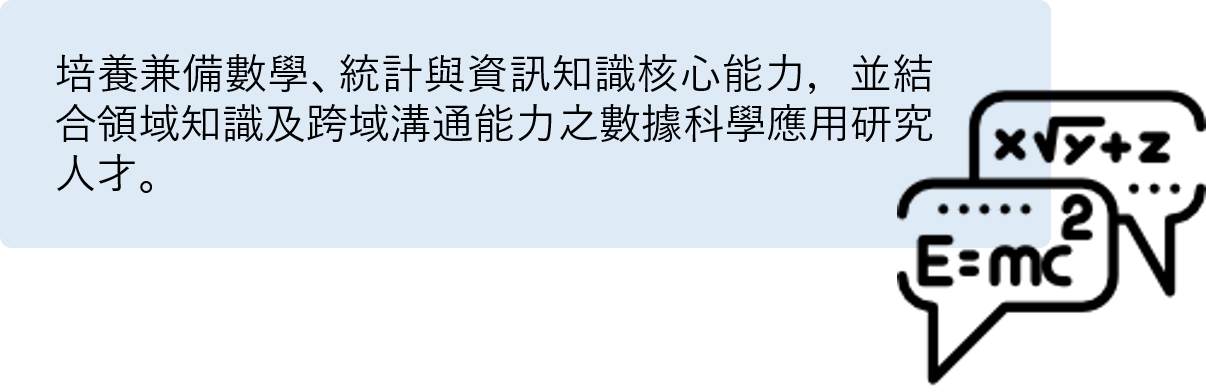 培養兼備數學、統計與資訊知識核心能力，並結
合領域知識及跨域溝通能力之數據科學應用研究
人才。
x√y+z
E=mc²